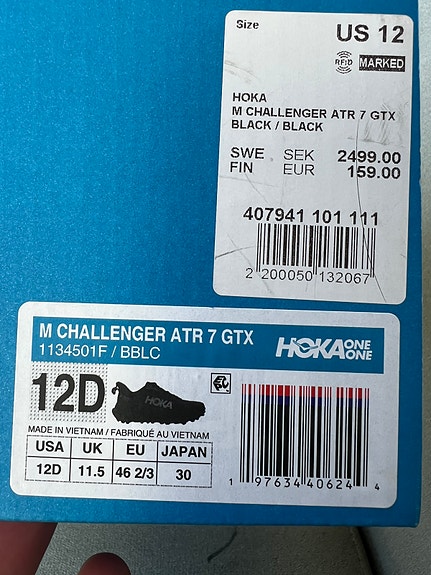 Size
US 12
RFID MARKED
HOKA
M CHALLENGER ATR 7 GTX
BLACK / BLACK
SWE SEK 2499.00
FIN EUR 159.00
407941 101 111
2 200050 132067
M CHALLENGER ATR 7 GTX
1134501F / BBLC
HOKA ONE ONE
12D
HOKA
MADE IN VIETNAM / FABRIQUÉ AU VIETNAM
USA UK EU JAPAN
12D 11.5 46 2/3 30
1 97634 40624 4